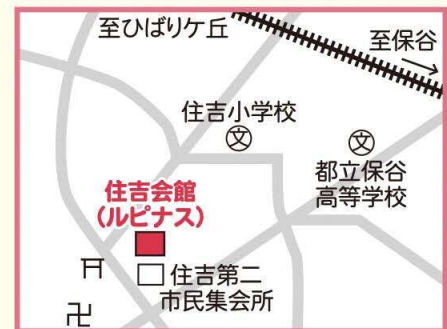 至ひばりケ丘
至保谷
住吉小学校
文
文
都立保谷
高等学校
住吉会館
(ルピナス)
住吉第二
市民集会所